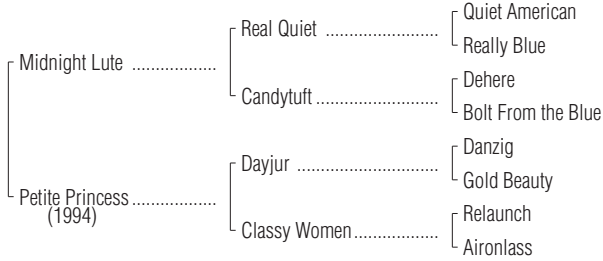 Quiet American
Real Quiet ........................
Really Blue
Midnight Lute ...................
Dehere
Candytuft ..........................
Bolt From the Blue
Danzig
Dayjur ..............................
Gold Beauty
Petite Princess...................
(1994)
Relaunch
Classy Women..................
Aironlass